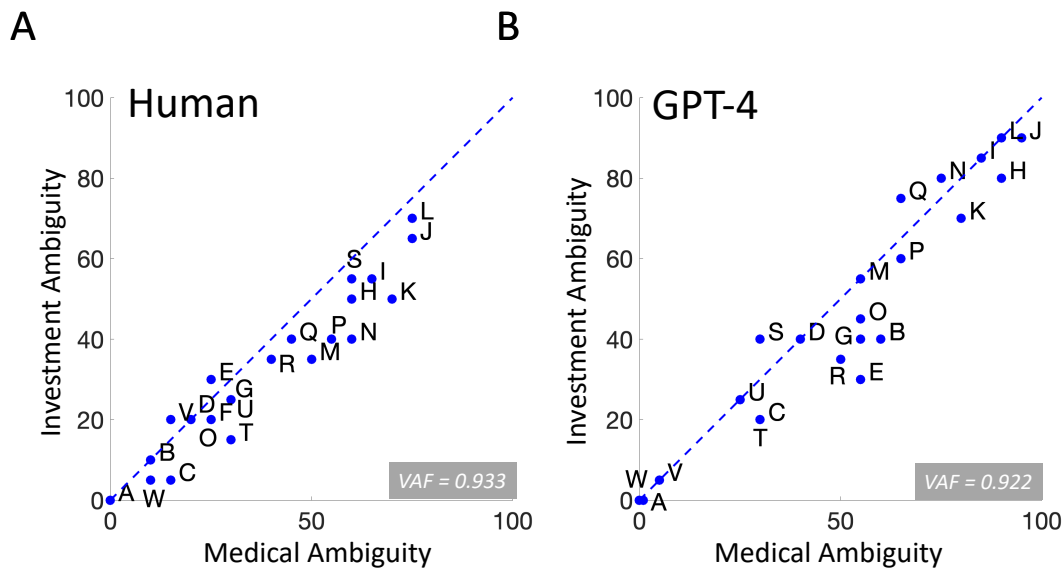 A
B
Human
GPT-4
100
80
60
40
20
0
Investment Ambiguity
L
J
S
I
H
K
Q
P
N
R
M
E
G
V
D
F
U
O
T
B
C
A
W
VAF = 0.933
0
50
100
Medical Ambiguity
100
80
60
40
20
0
Investment Ambiguity
L
J
I
N
H
Q
K
P
M
O
S
D
G
B
R
E
U
C
T
W
V
A
VAF = 0.922
0
50
100
Medical Ambiguity